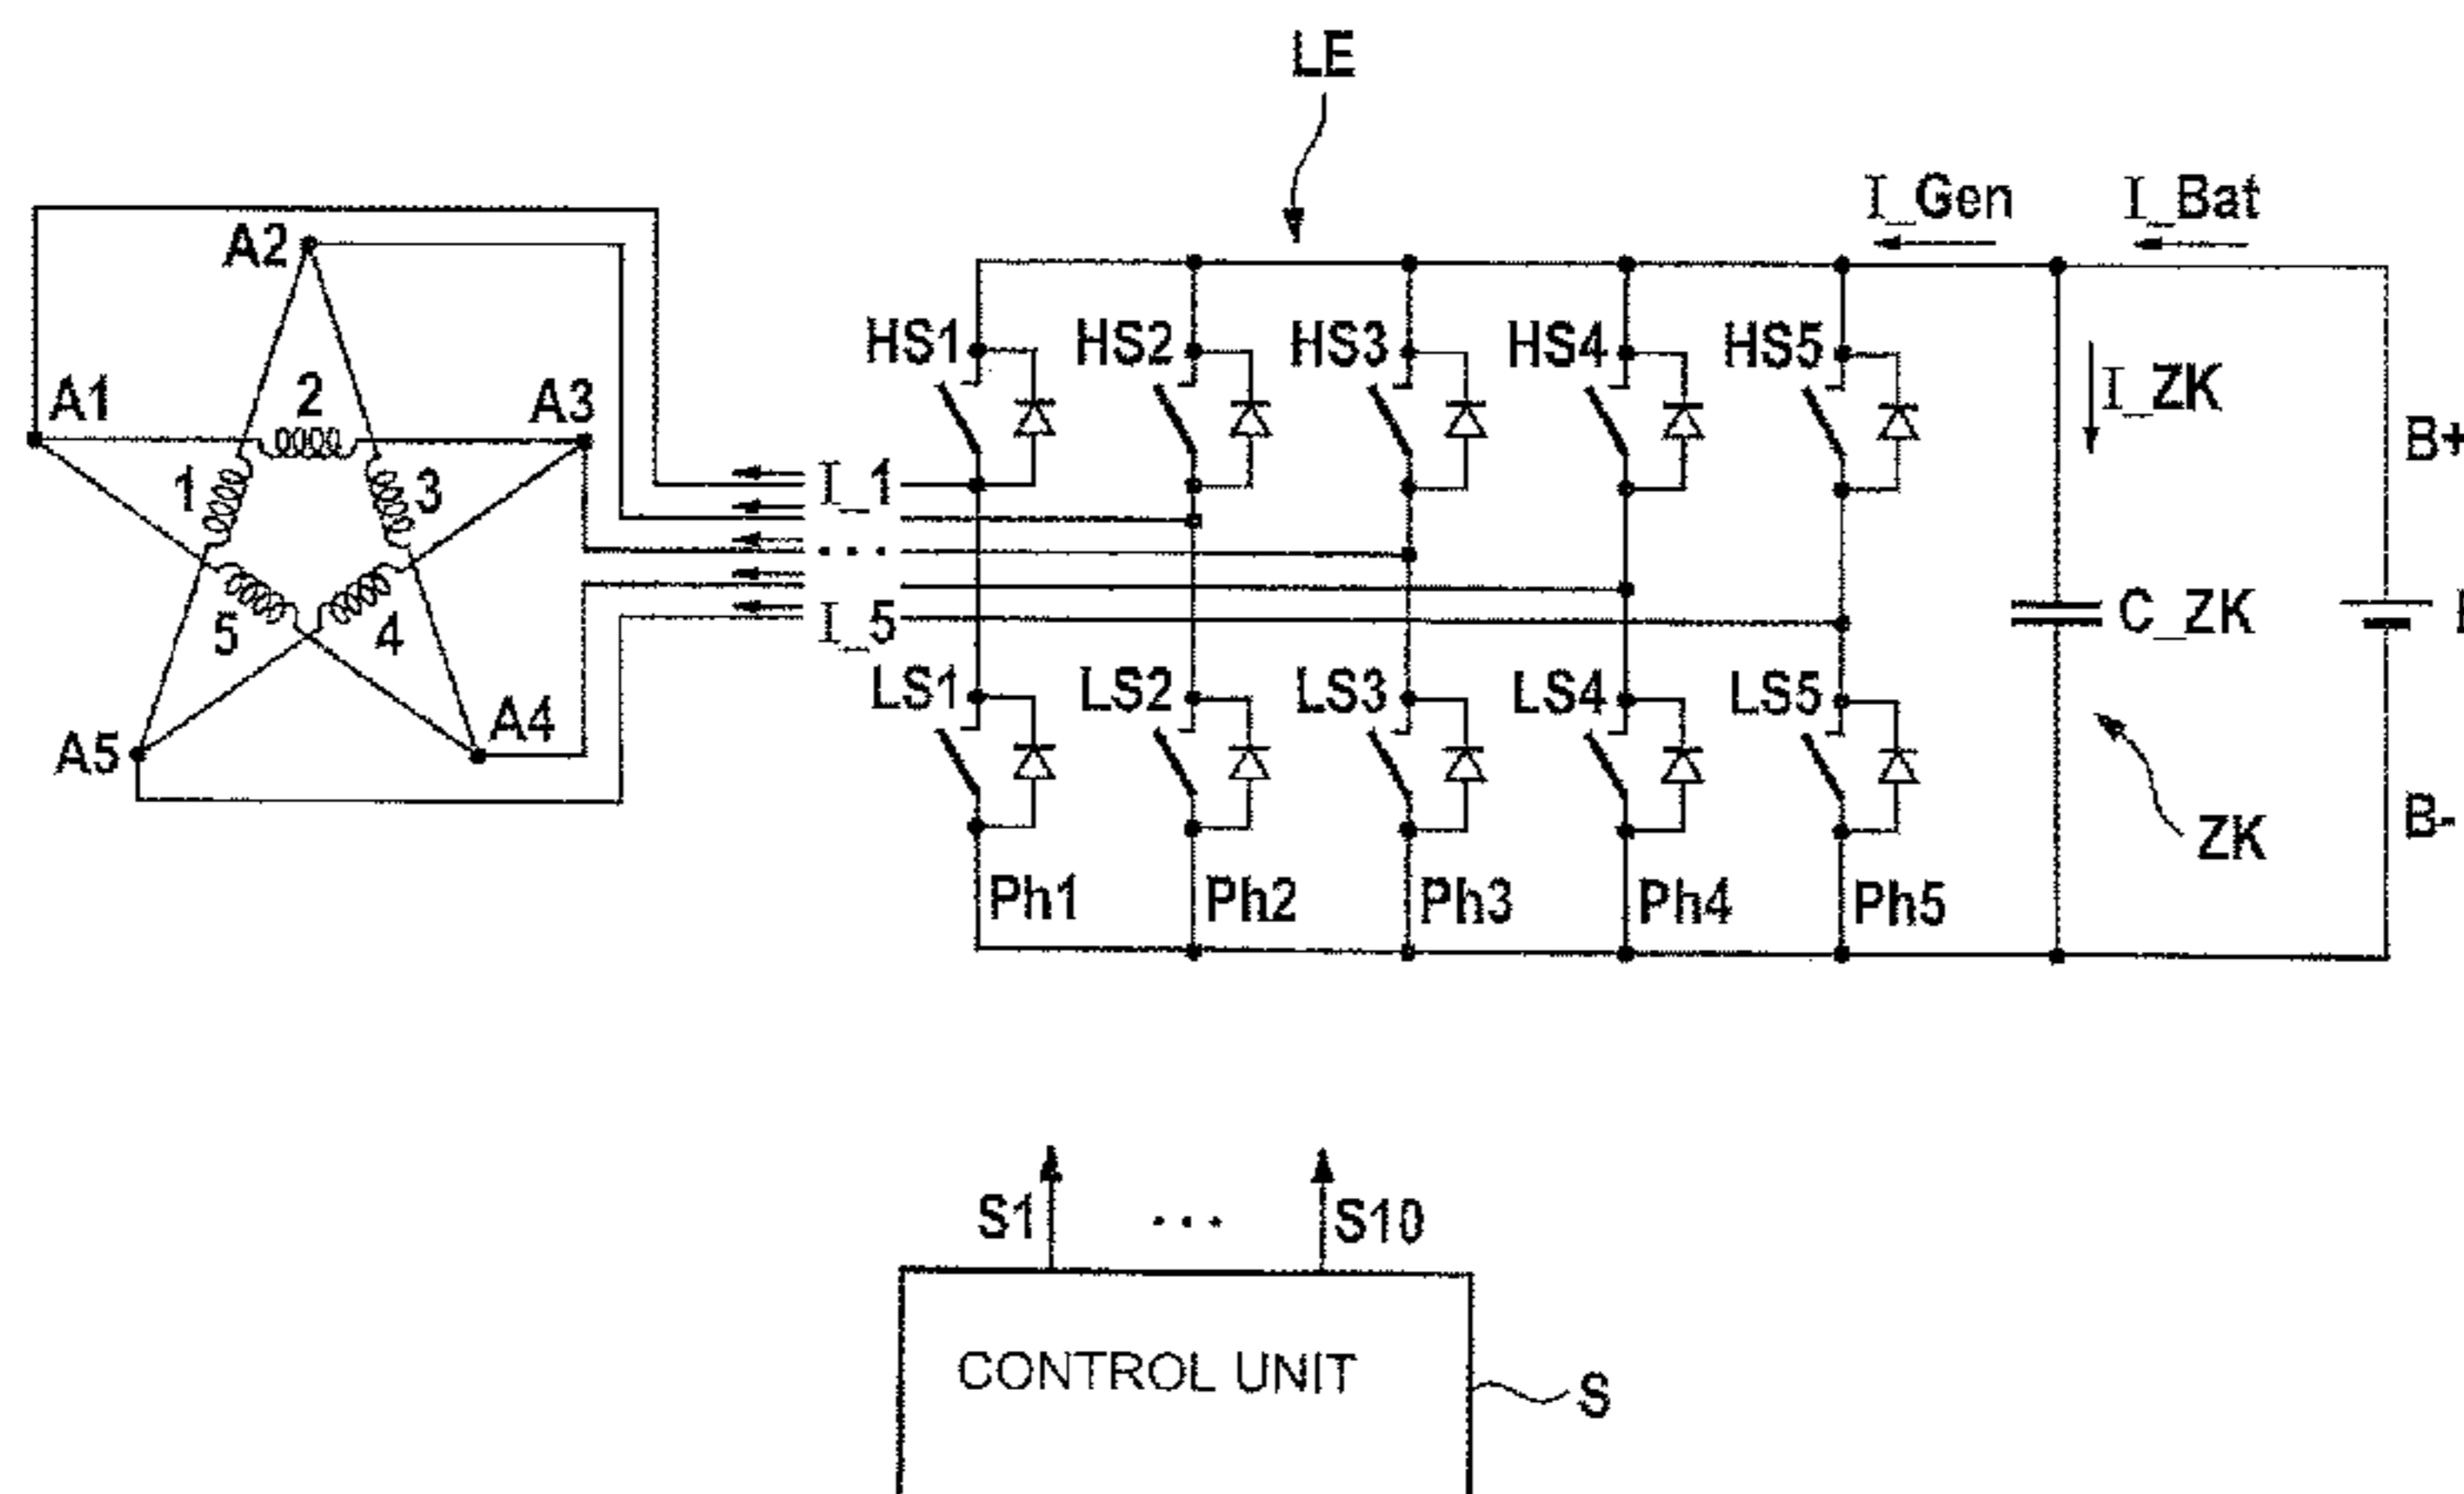 LE
I_Gen I_Bat
A2
HS1 HS2 HS3 HS4 HS5
A1 2 A3
I_ZK
B+
1 3
I_1
...
5 4
I_5
C_ZK
LS1 LS2 LS3 LS4 LS5
A5 A4
B-
ZK
Ph1 Ph2 Ph3 Ph4 Ph5
S1 ... S10
CONTROL UNIT
S